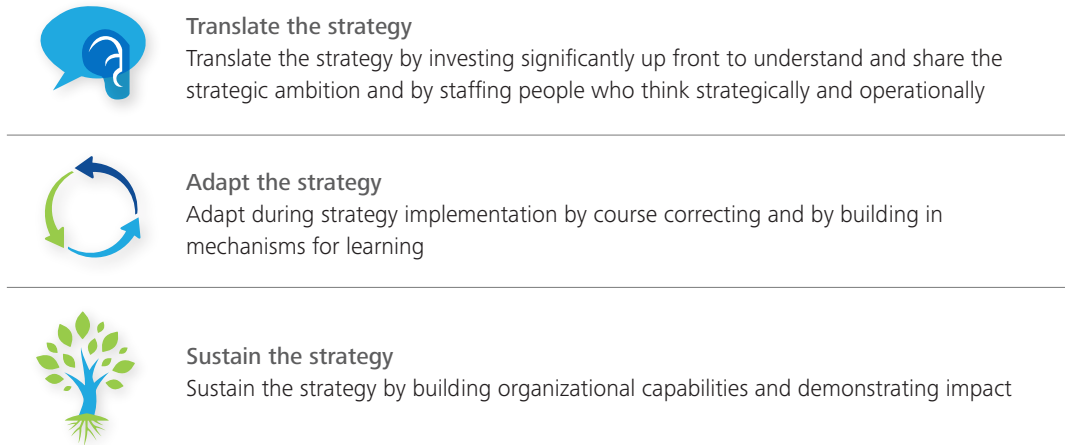 Translate the strategy
Translate the strategy by investing significantly up front to understand and share the
strategic ambition and by staffing people who think strategically and operationally
Adapt the strategy
Adapt during strategy implementation by course correcting and by building in
mechanisms for learning
Sustain the strategy
Sustain the strategy by building organizational capabilities and demonstrating impact